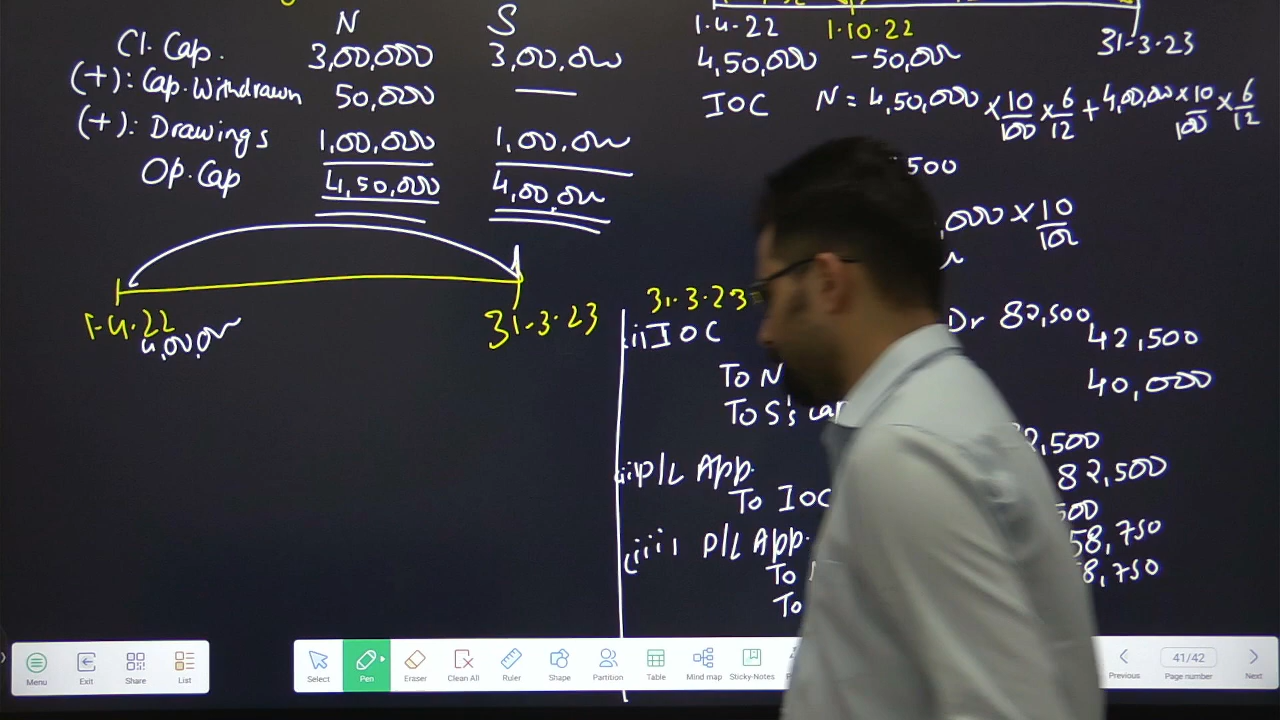 N S
Cl. Cap. 3,00,000 3,00,000
(+): Cap. Withdrawn 50,000 —
(+): Drawings 1,00,000 1,00,000
Op. Cap 4,50,000 4,00,000
1.4.22 31.3.23
4,00,000
1.4.22 1.10.22 31.3.23
4,50,000 -50,000
IOC N = 4,50,000 × 10/100 × 6/12 + 4,00,000 × 10/100 × 6/12
500
,000 × 10/100
31.3.23
i) IOC Dr 82,500
To N 42,500
To S's cap 40,000
ii) P/L App. 2,500
To IOC 82,500
iii) P/L App. 500
To 58,750
To 8,750
Menu Exit Share List
Select Pen Eraser Clean All Ruler Shape Partition Table Mind map Sticky-Notes
Previous 41/42 Page number Next